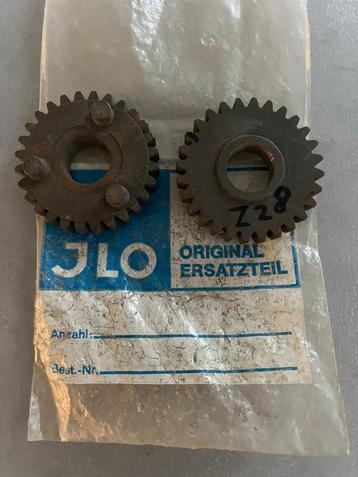 Z28
JLO
ORIGINAL
ERSATZTEIL
Anzahl:
Best.-Nr.